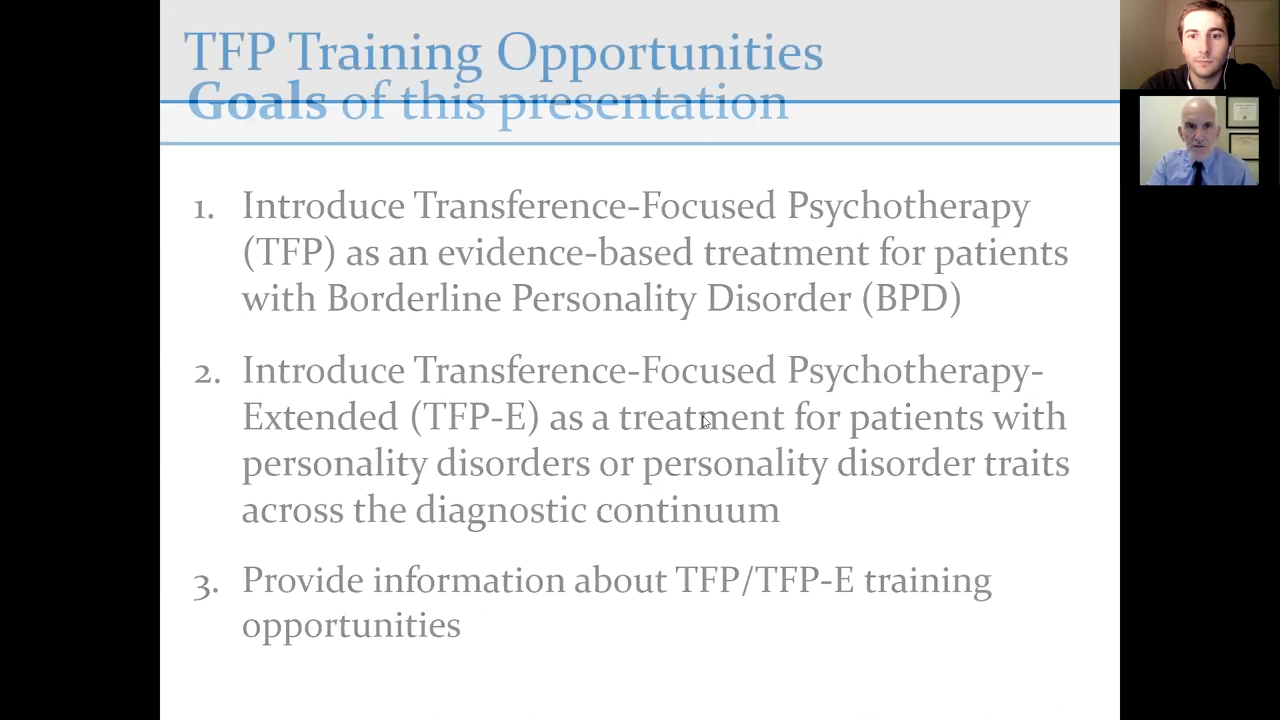 TFP Training Opportunities
Goals of this presentation
1. Introduce Transference-Focused Psychotherapy
(TFP) as an evidence-based treatment for patients
with Borderline Personality Disorder (BPD)
2. Introduce Transference-Focused Psychotherapy-
Extended (TFP-E) as a treatment for patients with
personality disorders or personality disorder traits
across the diagnostic continuum
3. Provide information about TFP/TFP-E training
opportunities